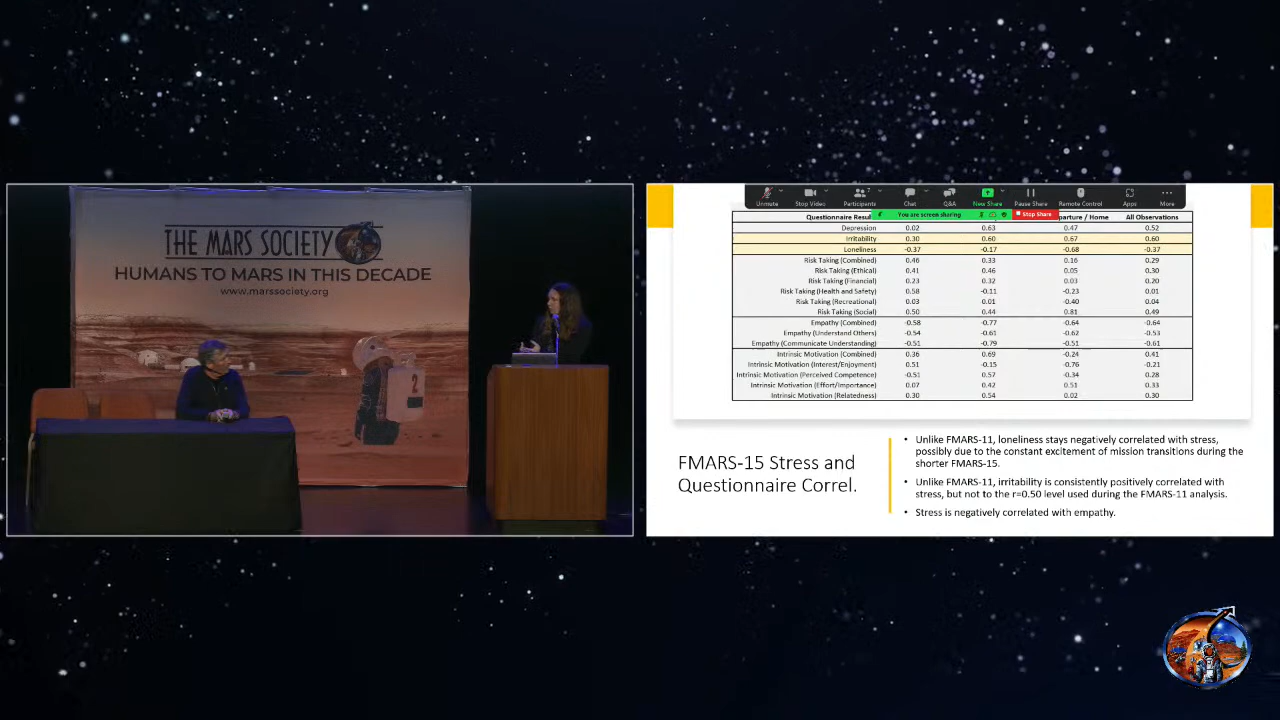 THE MARS SOCIETY
HUMANS TO MARS IN THIS DECADE
www.marssociety.org
2
Unmute Stop Video Participants 7 Chat Q&A New Share Pause Share Remote Control Apps More
You are screen sharing Stop Share
Questionnaire Resul parture / Home All Observations
Depression 0.02 0.63 0.47 0.52
Irritability 0.30 0.60 0.67 0.60
Loneliness -0.37 -0.17 -0.68 -0.37
Risk Taking (Combined) 0.46 0.33 0.16 0.29
Risk Taking (Ethical) 0.41 0.46 0.05 0.30
Risk Taking (Financial) 0.23 0.32 0.03 0.20
Risk Taking (Health and Safety) 0.58 -0.11 -0.23 0.01
Risk Taking (Recreational) 0.03 0.01 -0.40 0.04
Risk Taking (Social) 0.50 0.44 0.81 0.49
Empathy (Combined) -0.58 -0.77 -0.64 -0.64
Empathy (Understand Others) -0.54 -0.61 -0.62 -0.53
Empathy (Communicate Understanding) -0.51 -0.79 -0.51 -0.61
Intrinsic Motivation (Combined) 0.36 0.69 -0.24 0.41
Intrinsic Motivation (Interest/Enjoyment) -0.51 -0.15 -0.76 -0.21
Intrinsic Motivation (Perceived Competence) -0.51 0.57 -0.34 0.28
Intrinsic Motivation (Effort/Importance) 0.07 0.42 0.51 0.33
Intrinsic Motivation (Relatedness) 0.30 0.54 0.02 0.30
FMARS-15 Stress and
Questionnaire Correl.
• Unlike FMARS-11, loneliness stays negatively correlated with stress,
possibly due to the constant excitement of mission transitions during the
shorter FMARS-15.
• Unlike FMARS-11, irritability is consistently positively correlated with
stress, but not to the r=0.50 level used during the FMARS-11 analysis.
• Stress is negatively correlated with empathy.